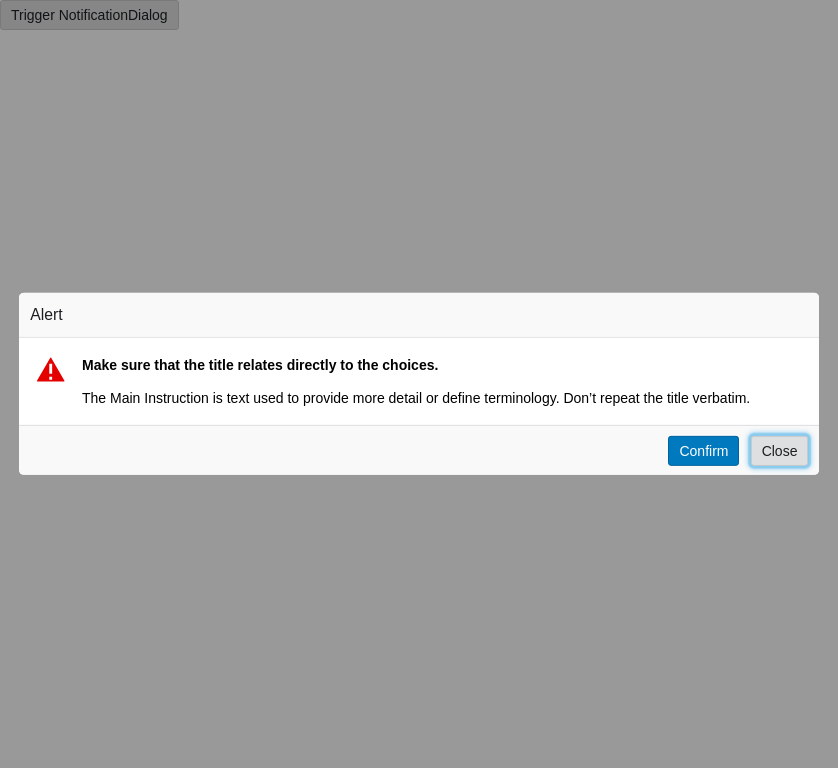 Trigger NotificationDialog
Alert
Make sure that the title relates directly to the choices.
The Main Instruction is text used to provide more detail or define terminology. Don’t repeat the title verbatim.
Confirm Close